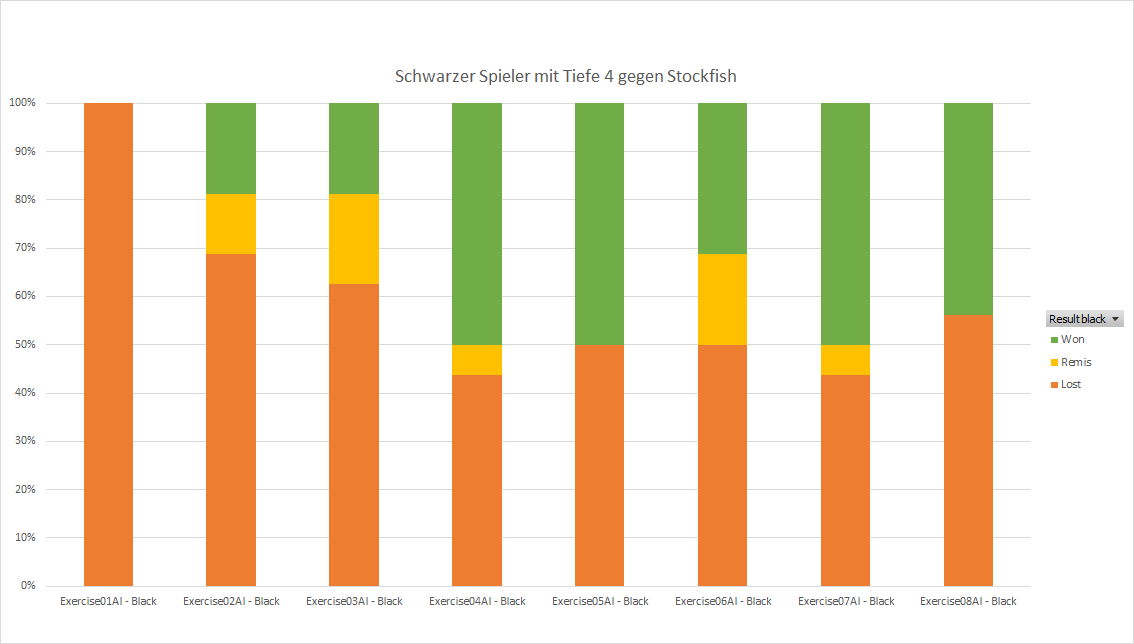 Schwarzer Spieler mit Tiefe 4 gegen Stockfish
100%
90%
80%
70%
60%
50%
40%
30%
20%
10%
0%
Exercise01AI - Black
Exercise02AI - Black
Exercise03AI - Black
Exercise04AI - Black
Exercise05AI - Black
Exercise06AI - Black
Exercise07AI - Black
Exercise08AI - Black
Result black
Won
Remis
Lost